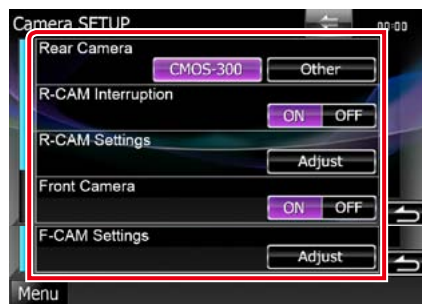 Camera SETUP
00:00
Rear Camera
CMOS-300 Other
R-CAM Interruption
ON OFF
R-CAM Settings
Adjust
Front Camera
ON OFF
F-CAM Settings
Adjust
Menu